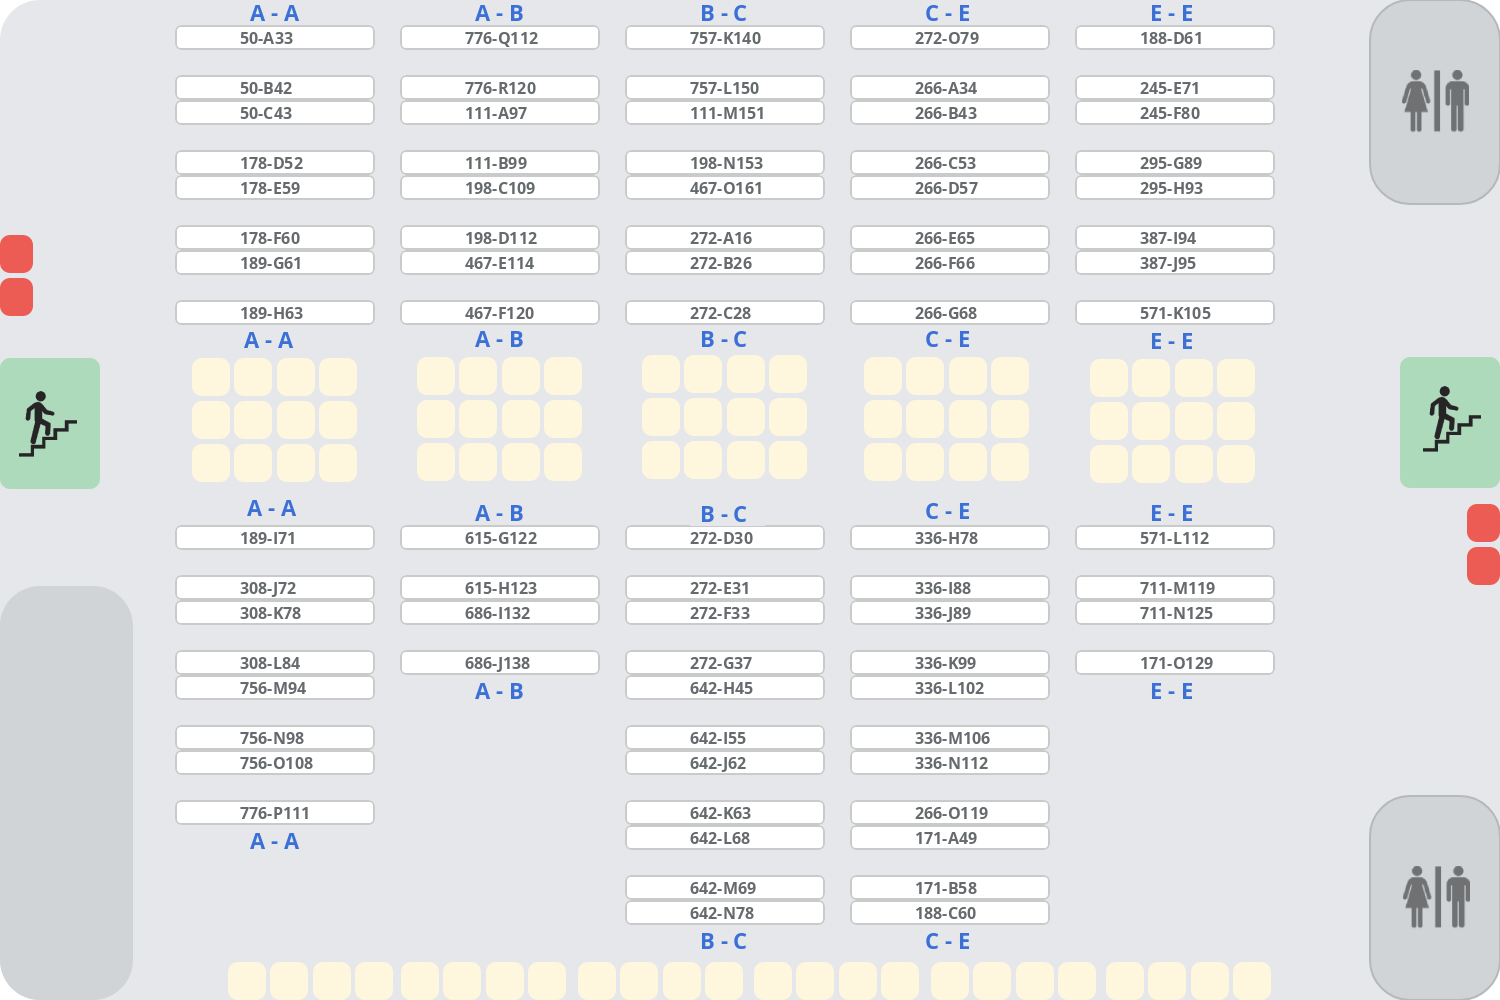 A - A
A - B
B - C
C - E
E - E
50-A33
776-Q112
757-K140
272-O79
188-D61
50-B42
776-R120
757-L150
266-A34
245-E71
50-C43
111-A97
111-M151
266-B43
245-F80
178-D52
111-B99
198-N153
266-C53
295-G89
178-E59
198-C109
467-O161
266-D57
295-H93
178-F60
198-D112
272-A16
266-E65
387-I94
189-G61
467-E114
272-B26
266-F66
387-J95
189-H63
467-F120
272-C28
266-G68
571-K105
A - A
A - B
B - C
C - E
E - E
A - A
A - B
B - C
C - E
E - E
189-I71
615-G122
272-D30
336-H78
571-L112
308-J72
615-H123
272-E31
336-I88
711-M119
308-K78
686-I132
272-F33
336-J89
711-N125
308-L84
686-J138
272-G37
336-K99
171-O129
756-M94
A - B
642-H45
336-L102
E - E
756-N98
642-I55
336-M106
756-O108
642-J62
336-N112
776-P111
642-K63
266-O119
A - A
642-L68
171-A49
642-M69
171-B58
642-N78
188-C60
B - C
C - E